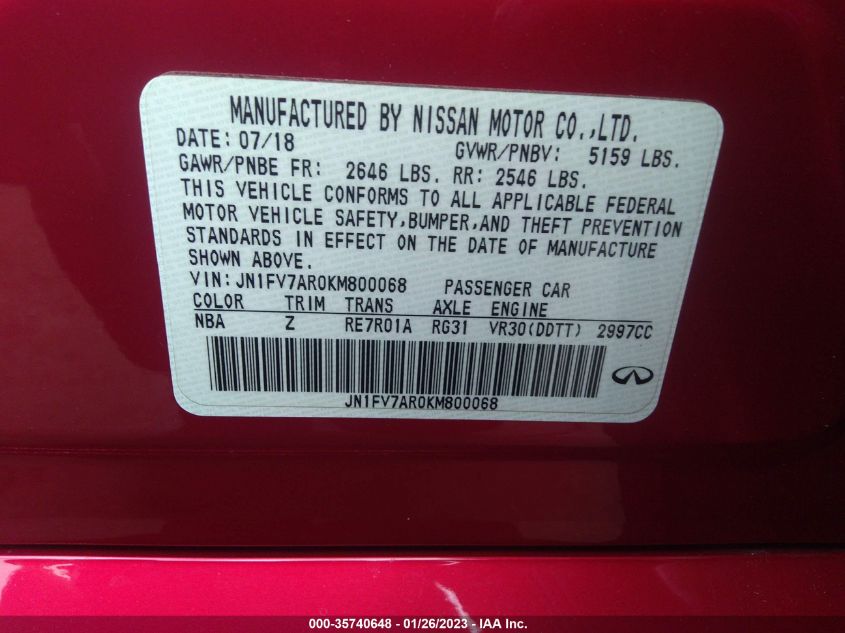 MANUFACTURED BY NISSAN MOTOR CO.,LTD.
DATE: 07/18 GVWR/PNBV: 5159 LBS.
GAWR/PNBE FR: 2646 LBS. RR: 2546 LBS.
THIS VEHICLE CONFORMS TO ALL APPLICABLE FEDERAL
MOTOR VEHICLE SAFETY,BUMPER,AND THEFT PREVENTION
STANDARDS IN EFFECT ON THE DATE OF MANUFACTURE
SHOWN ABOVE.
VIN: JN1FV7AR0KM800068 PASSENGER CAR
COLOR TRIM TRANS AXLE ENGINE
NBA Z RE7R01A RG31 VR30(DDTT) 2997CC
JN1FV7AR0KM800068
000-35740648 - 01/26/2023 - IAA Inc.